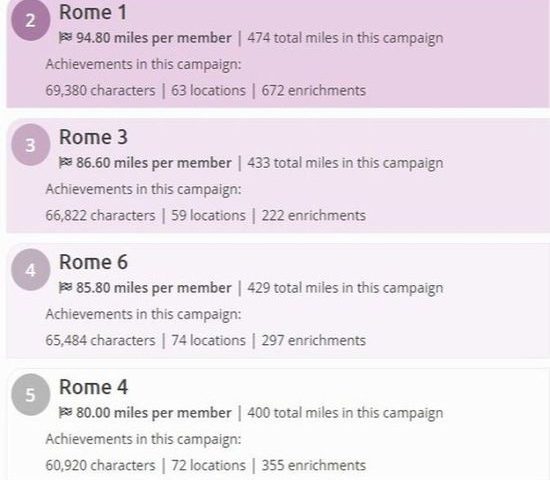 2
Rome 1
94.80 miles per member | 474 total miles in this campaign
Achievements in this campaign:
69,380 characters | 63 locations | 672 enrichments
3
Rome 3
86.60 miles per member | 433 total miles in this campaign
Achievements in this campaign:
66,822 characters | 59 locations | 222 enrichments
4
Rome 6
85.80 miles per member | 429 total miles in this campaign
Achievements in this campaign:
65,484 characters | 74 locations | 297 enrichments
5
Rome 4
80.00 miles per member | 400 total miles in this campaign
Achievements in this campaign:
60,920 characters | 72 locations | 355 enrichments